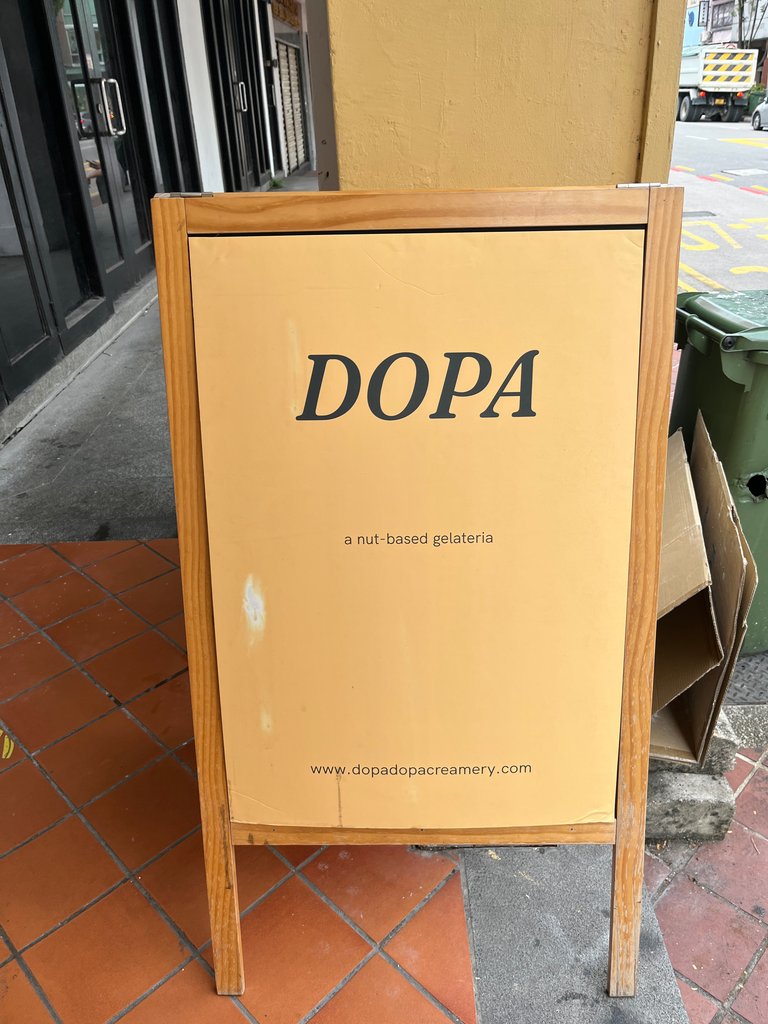 DOPA
a nut-based gelateria
www.dopadopacreamery.com